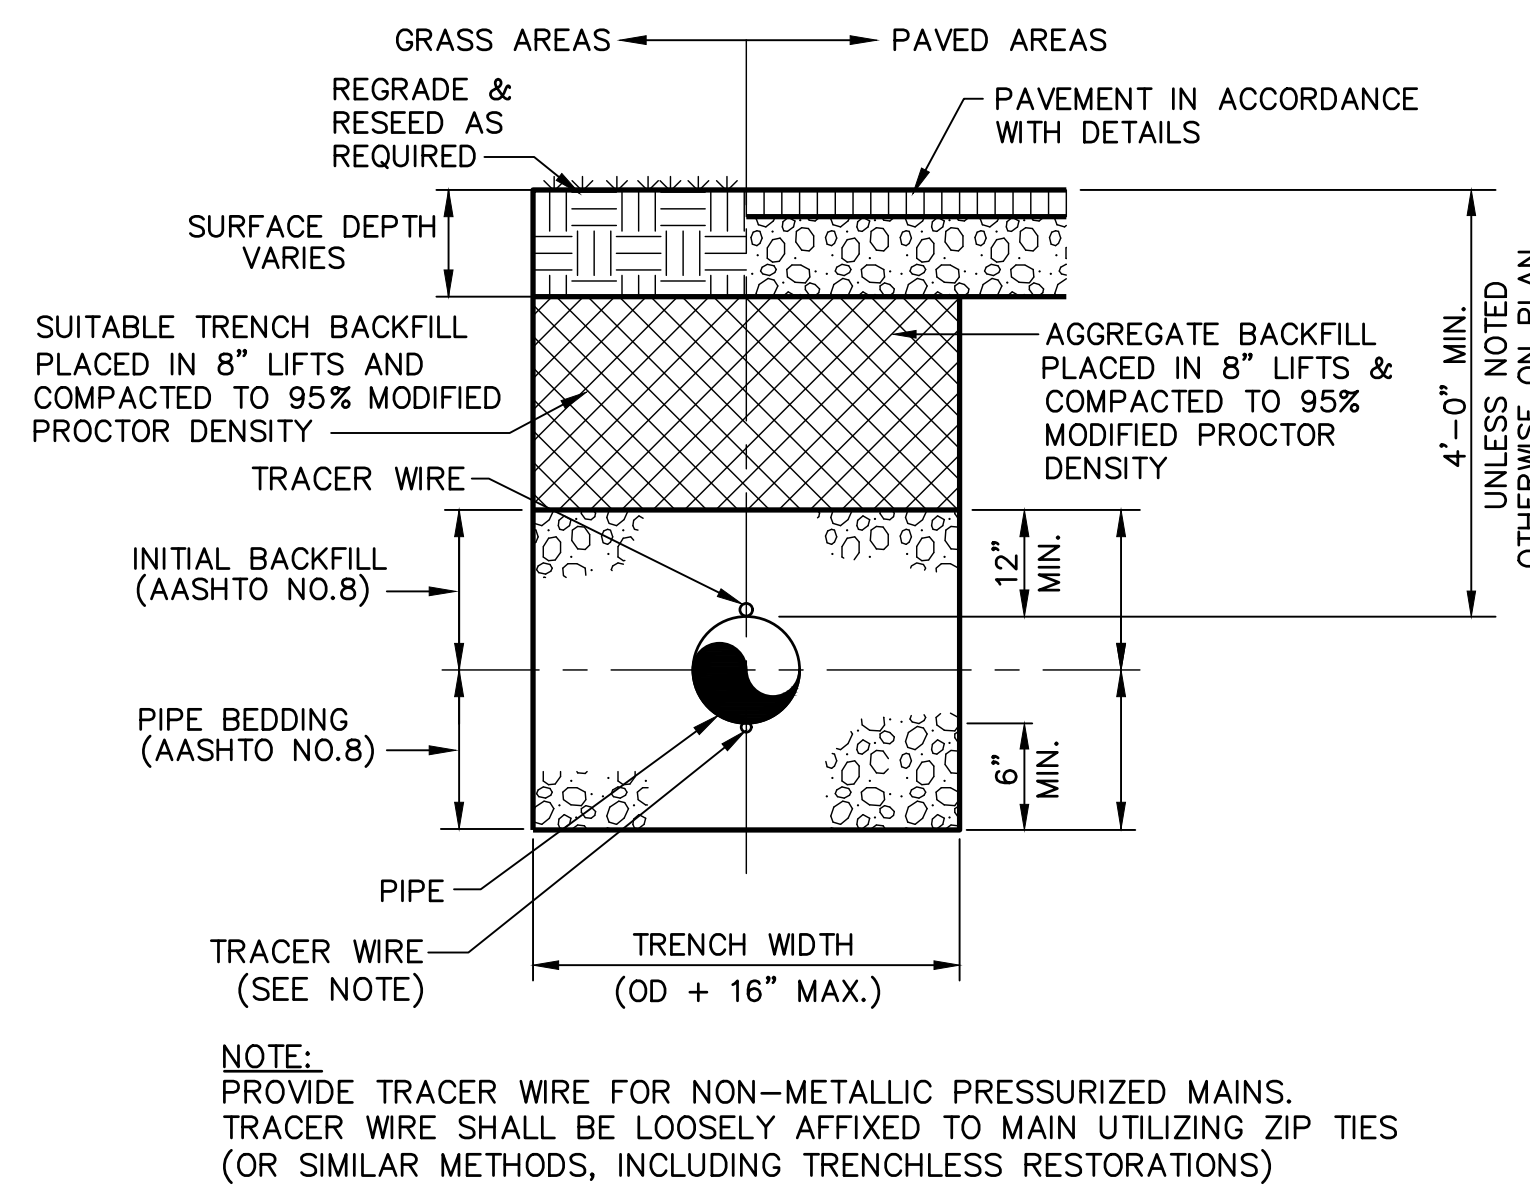 GRASS AREAS
PAVED AREAS
REGRADE &
RESEED AS
REQUIRED
PAVEMENT IN ACCORDANCE
WITH DETAILS
SURFACE DEPTH
VARIES
SUITABLE TRENCH BACKFILL
PLACED IN 8" LIFTS AND
COMPACTED TO 95% MODIFIED
PROCTOR DENSITY
AGGREGATE BACKFILL
PLACED IN 8" LIFTS &
COMPACTED TO 95%
MODIFIED PROCTOR
DENSITY
4'-0" MIN.
UNLESS NOTED
OTHERWISE ON PLAN
TRACER WIRE
INITIAL BACKFILL
(AASHTO NO.8)
12"
MIN.
PIPE BEDDING
(AASHTO NO.8)
6"
MIN.
PIPE
TRACER WIRE
(SEE NOTE)
TRENCH WIDTH
(OD + 16" MAX.)
NOTE:
PROVIDE TRACER WIRE FOR NON-METALLIC PRESSURIZED MAINS.
TRACER WIRE SHALL BE LOOSELY AFFIXED TO MAIN UTILIZING ZIP TIES
(OR SIMILAR METHODS, INCLUDING TRENCHLESS RESTORATIONS)